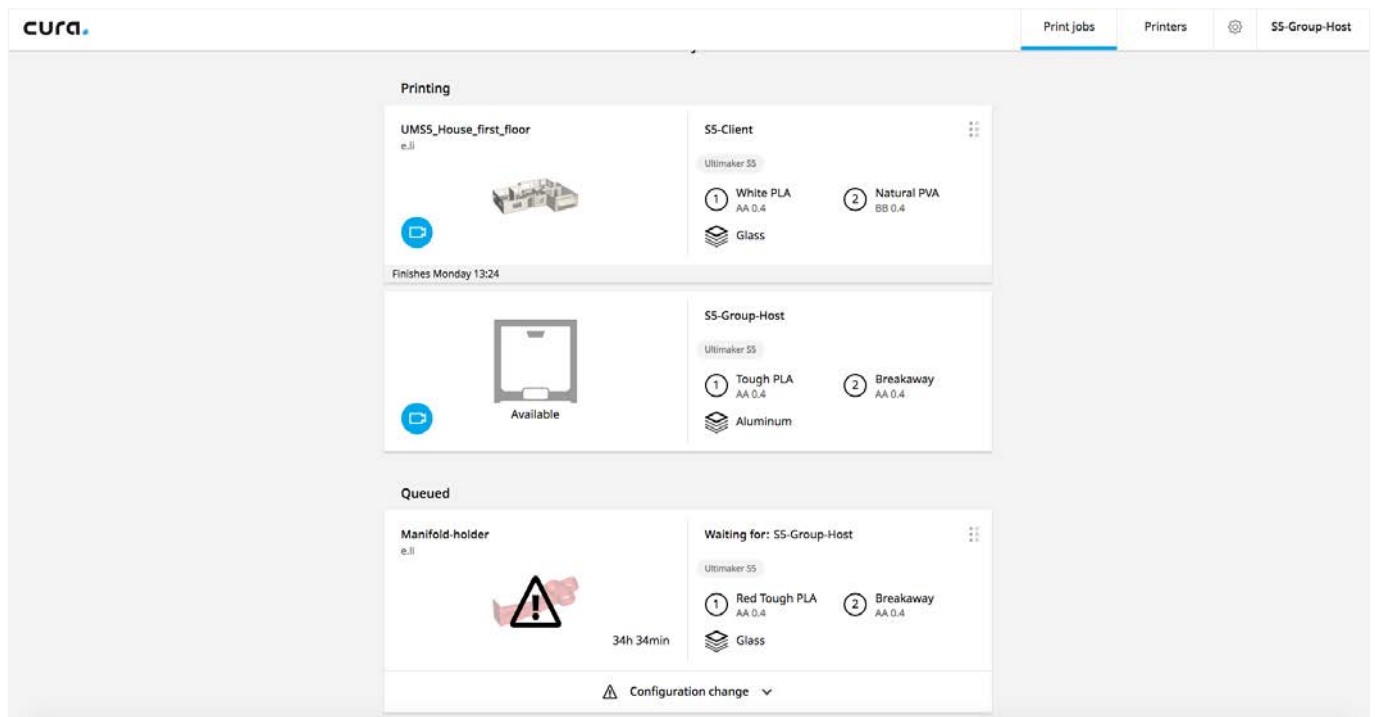 cura.
Print jobs
Printers
S5-Group-Host
Printing
UMS5_House_first_floor
e.li
S5-Client
Ultimaker S5
1 White PLA
AA 0.4
2 Natural PVA
BB 0.4
Glass
Finishes Monday 13:24
S5-Group-Host
Ultimaker S5
1 Tough PLA
AA 0.4
2 Breakaway
AA 0.4
Aluminum
Available
Queued
Manifold-holder
e.li
34h 34min
Waiting for: S5-Group-Host
Ultimaker S5
1 Red Tough PLA
AA 0.4
2 Breakaway
AA 0.4
Glass
Configuration change